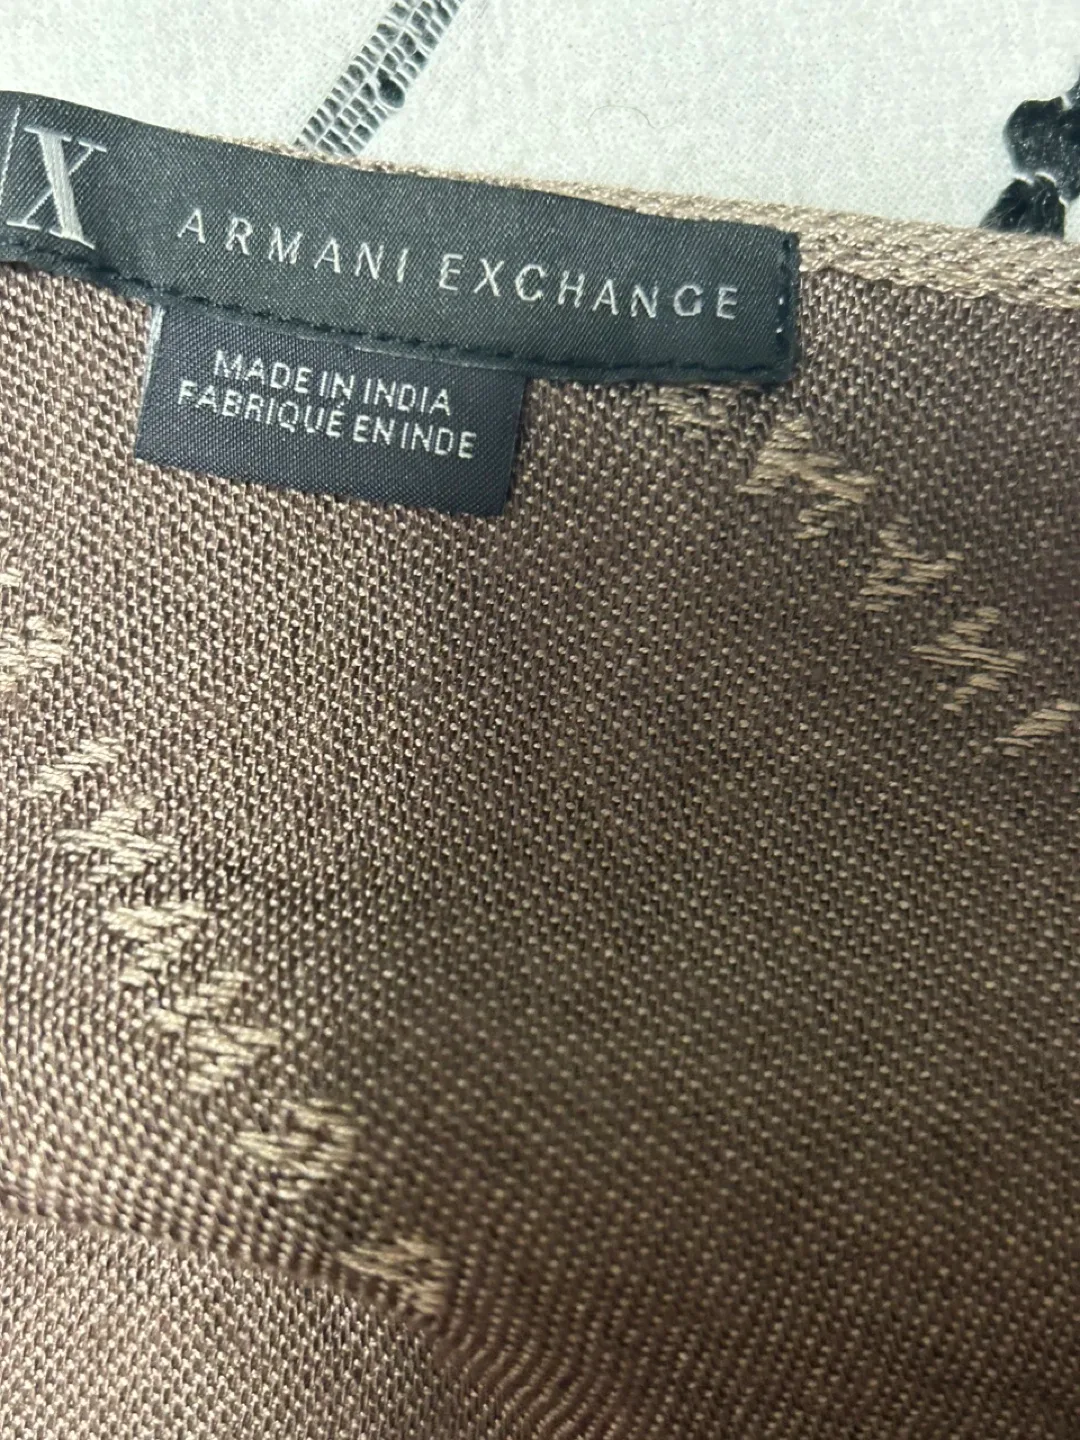 /X ARMANI EXCHANGE
MADE IN INDIA
FABRIQUÉ EN INDE